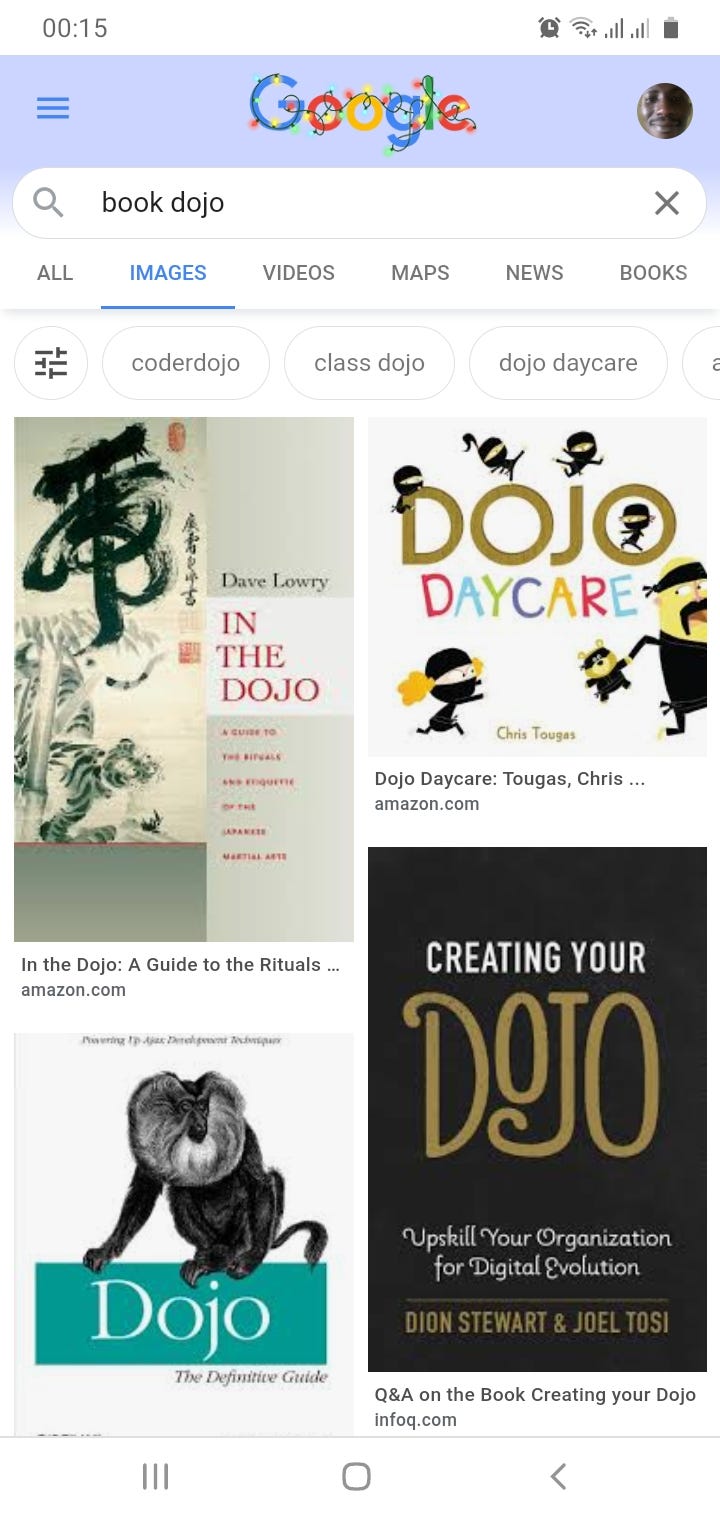 00:15
Google
book dojo
ALL IMAGES VIDEOS MAPS NEWS BOOKS
coderdojo class dojo dojo daycare a
虎
Dave Lowry
IN
THE
DOJO
A GUIDE TO
THE RITUALS
AND ETIQUETTE
OF THE
JAPANESE
MARTIAL ARTS
In the Dojo: A Guide to the Rituals ...
amazon.com
DOJO
DAYCARE
Chris Tougas
Dojo Daycare: Tougas, Chris ...
amazon.com
Powering Up Ajax Development Techniques
Dojo
The Definitive Guide
CREATING YOUR
DOJO
Upskill Your Organization
for Digital Evolution
DION STEWART & JOEL TOSI
Q&A on the Book Creating your Dojo
infoq.com